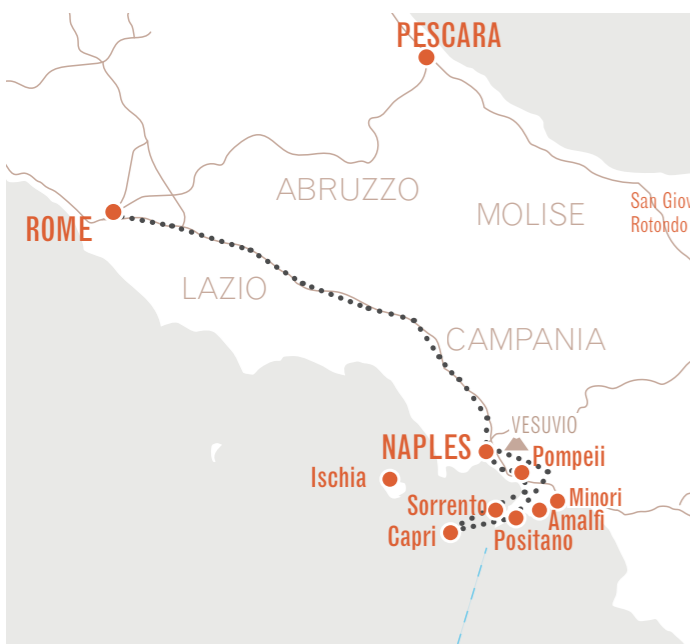 PESCARA
ABRUZZO
MOLISE
San Giov
Rotondo
ROME
LAZIO
CAMPANIA
VESUVIO
NAPLES
Pompeii
Ischia
Minori
Sorrento
Amalfi
Capri
Positano